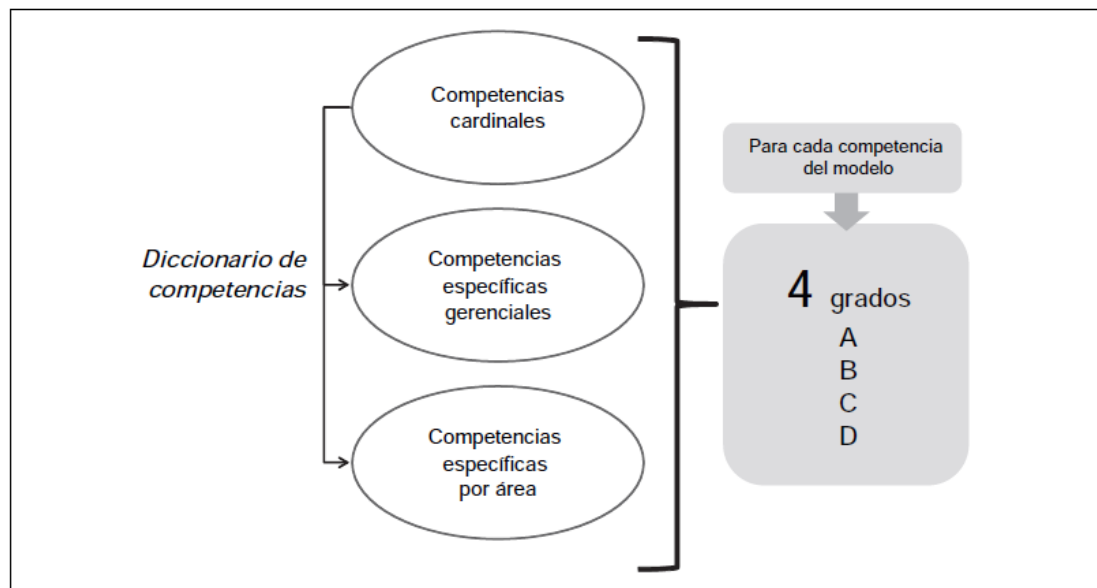 Diccionario de
competencias
Competencias
cardinales
Competencias
específicas
gerenciales
Competencias
específicas
por área
Para cada competencia
del modelo
4 grados
A
B
C
D